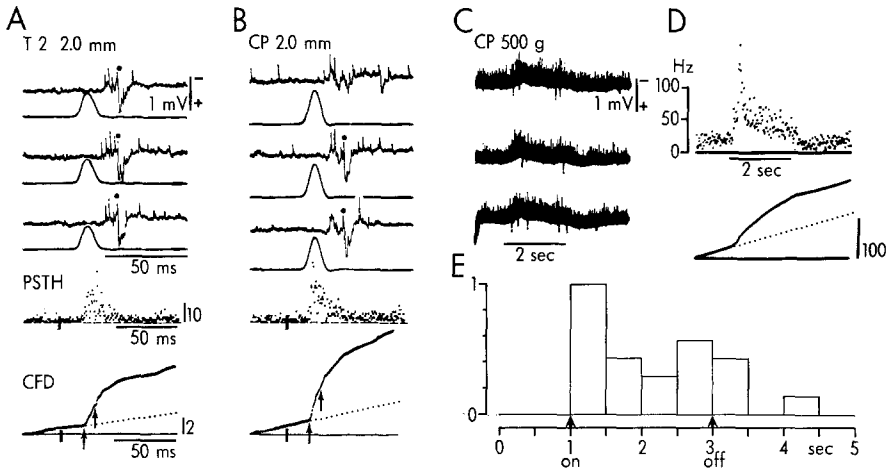 A
T 2 2.0 mm
1 mV
−
+
50 ms
PSTH
10
50 ms
CFD
2
50 ms
B
CP 2.0 mm
C
CP 500 g
1 mV
−
+
2 sec
D
Hz
100
50
0
2 sec
100
E
1
0
0 1 2 3 4 sec 5
on off